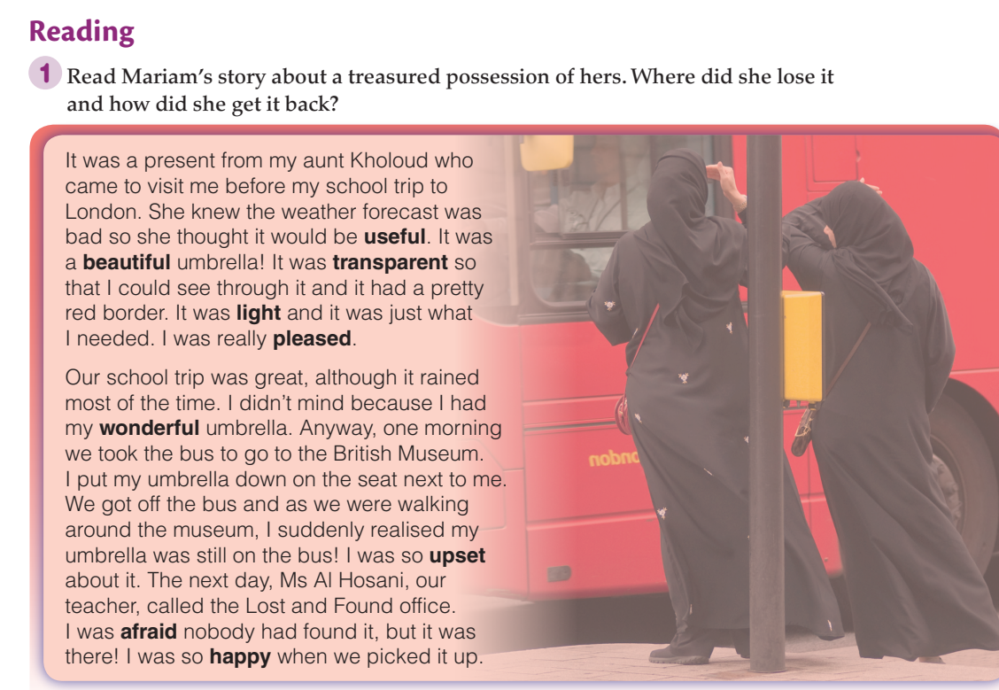 Reading
1 Read Mariam's story about a treasured possession of hers. Where did she lose it
and how did she get it back?
It was a present from my aunt Kholoud who
came to visit me before my school trip to
London. She knew the weather forecast was
bad so she thought it would be useful. It was
a beautiful umbrella! It was transparent so
that I could see through it and it had a pretty
red border. It was light and it was just what
I needed. I was really pleased.
Our school trip was great, although it rained
most of the time. I didn't mind because I had
my wonderful umbrella. Anyway, one morning
we took the bus to go to the British Museum.
I put my umbrella down on the seat next to me.
We got off the bus and as we were walking
around the museum, I suddenly realised my
umbrella was still on the bus! I was so upset
about it. The next day, Ms Al Hosani, our
teacher, called the Lost and Found office.
I was afraid nobody had found it, but it was
there! I was so happy when we picked it up.